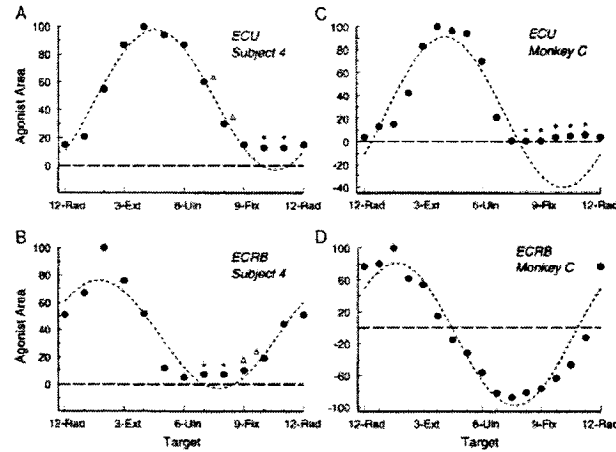 A
ECU
Subject 4
Agonist Area
100
80
60
40
20
0
12-Rad
3-Ext
6-Uln
9-Flx
12-Rad
C
ECU
Monkey C
100
80
60
40
20
0
-20
-40
12-Rad
3-Ext
6-Uln
9-Flx
12-Rad
B
ECRB
Subject 4
Agonist Area
100
80
60
40
20
0
12-Rad
3-Ext
6-Uln
9-Flx
12-Rad
Target
D
ECRB
Monkey C
100
50
0
-50
-100
12-Rad
3-Ext
6-Uln
9-Flx
12-Rad
Target